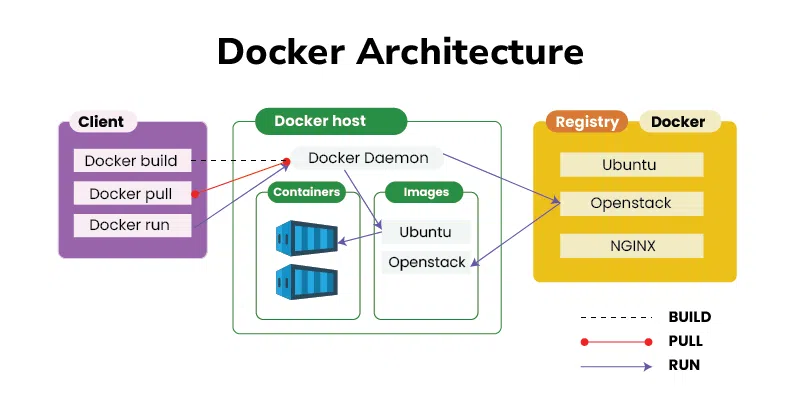 Docker Architecture
Client
Docker build
Docker pull
Docker run
Docker host
Docker Daemon
Containers
Images
Ubuntu
Openstack
Registry
Docker
Ubuntu
Openstack
NGINX
BUILD
PULL
RUN